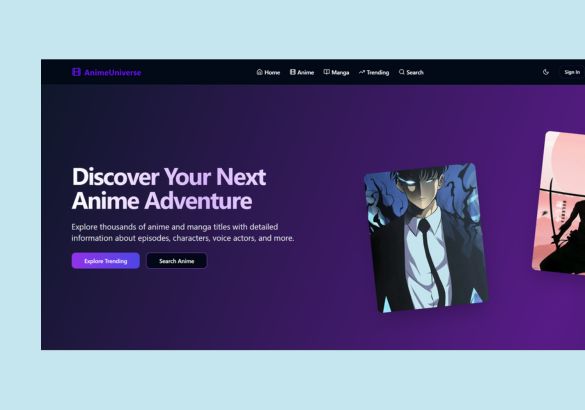 AnimeUniverse
Home Anime Manga Trending Search
Sign In
Discover Your Next
Anime Adventure
Explore thousands of anime and manga titles with detailed
information about episodes, characters, voice actors, and more.
Explore Trending
Search Anime